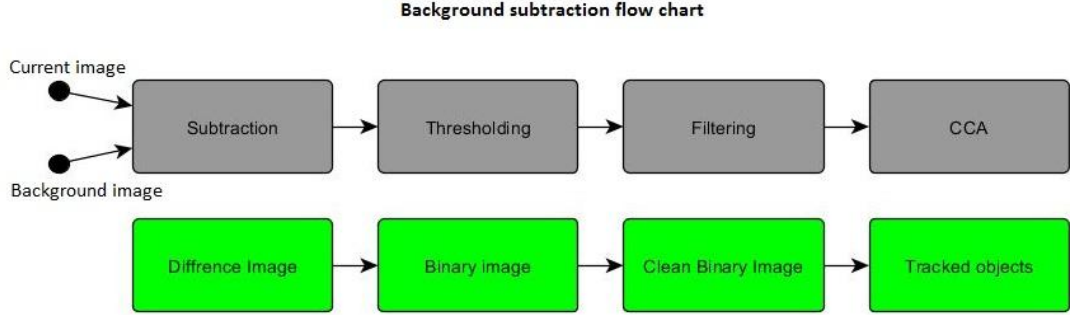 Background subtraction flow chart
Current image
Subtraction
Thresholding
Filtering
CCA
Background image
Diffrence Image
Binary image
Clean Binary Image
Tracked objects